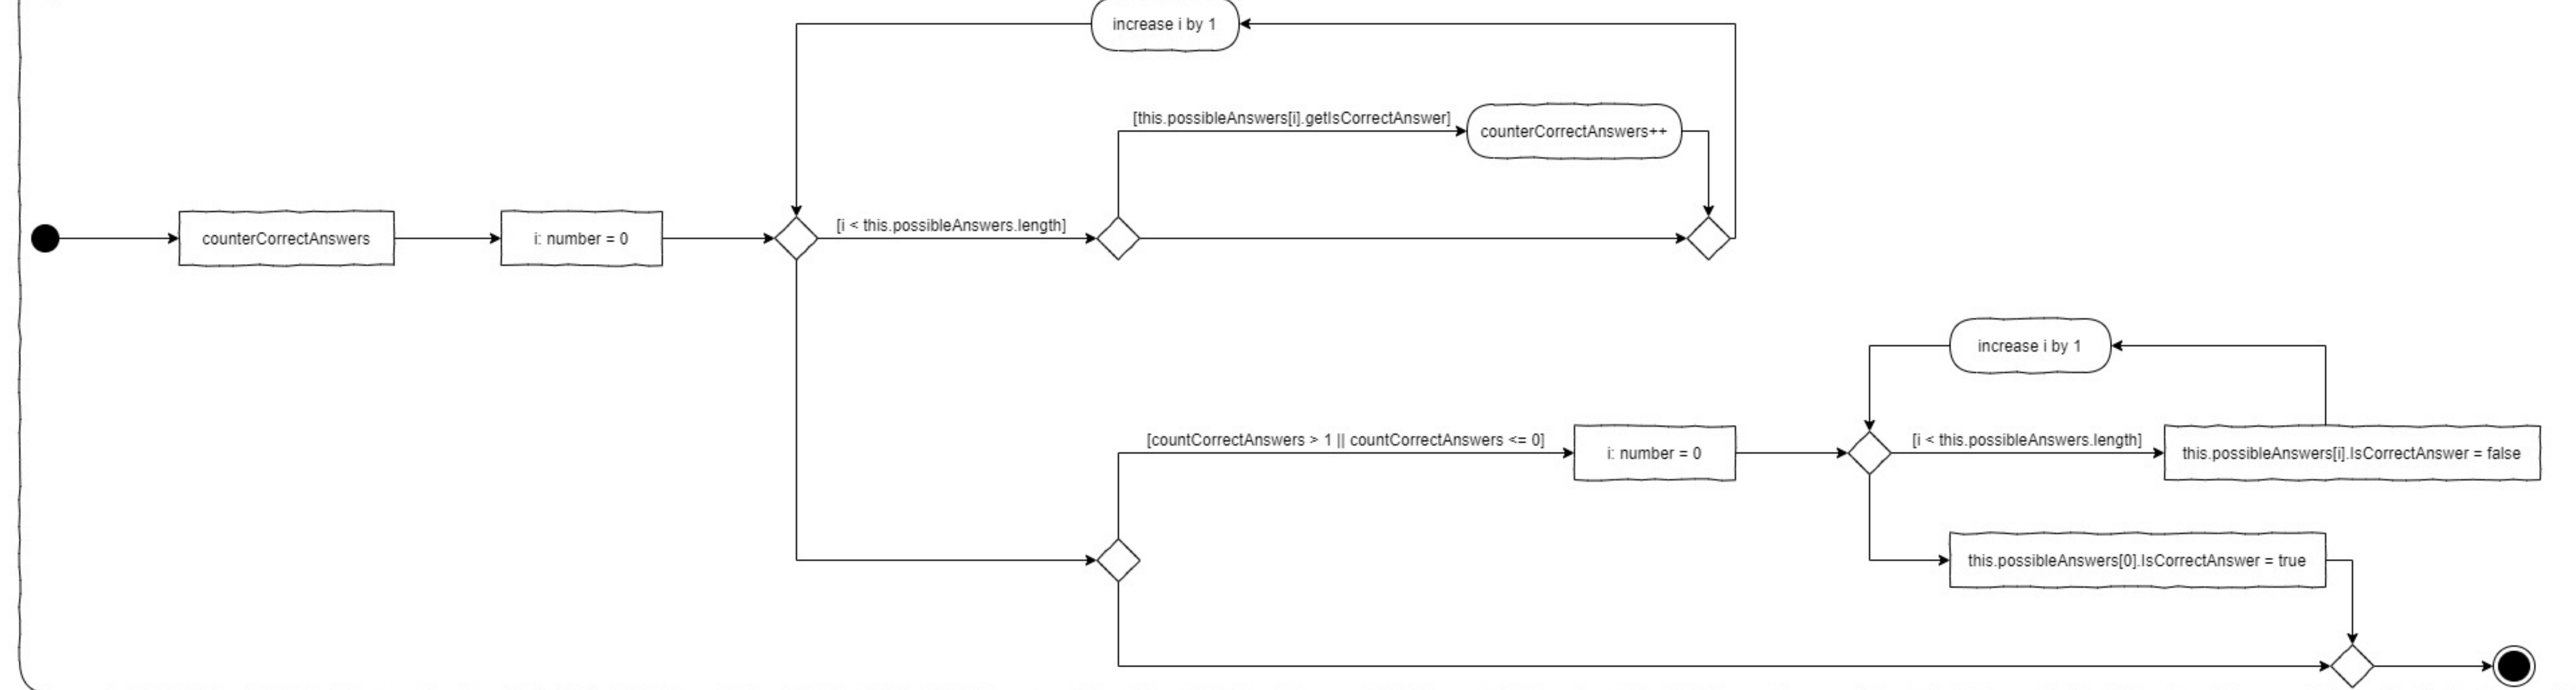 increase i by 1
[this.possibleAnswers[i].getIsCorrectAnswer]
counterCorrectAnswers++
[i < this.possibleAnswers.length]
counterCorrectAnswers
i: number = 0
increase i by 1
[countCorrectAnswers > 1 || countCorrectAnswers <= 0]
i: number = 0
[i < this.possibleAnswers.length]
this.possibleAnswers[i].IsCorrectAnswer = false
this.possibleAnswers[0].IsCorrectAnswer = true